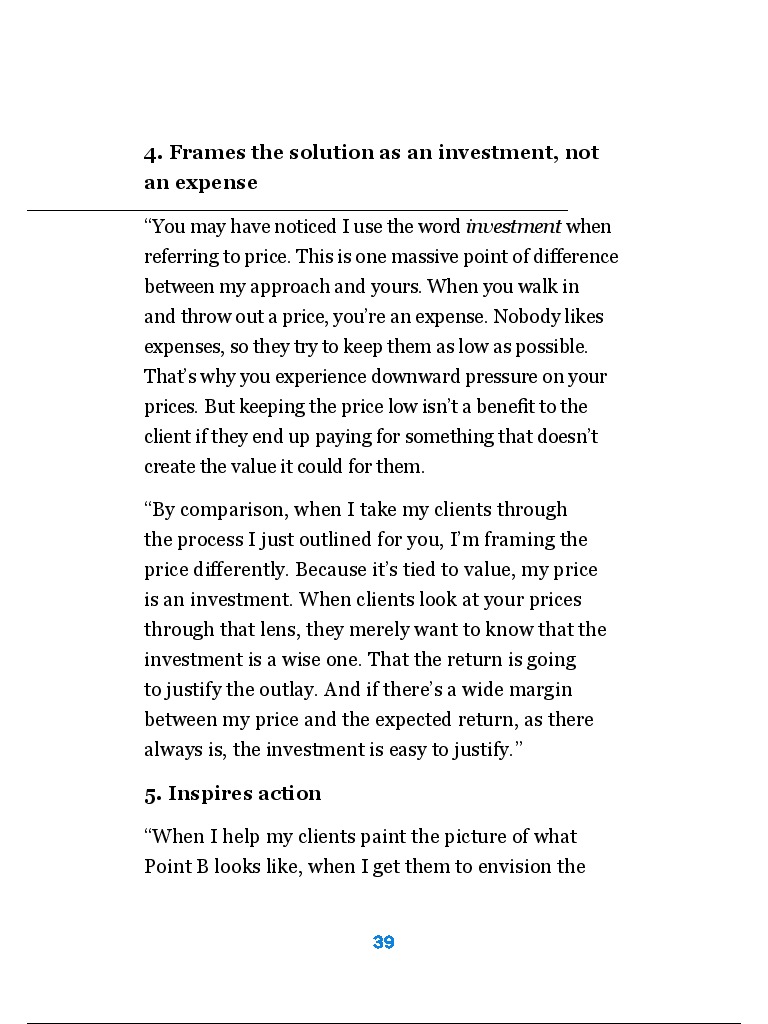 4. Frames the solution as an investment, not
an expense
“You may have noticed I use the word investment when
referring to price. This is one massive point of difference
between my approach and yours. When you walk in
and throw out a price, you’re an expense. Nobody likes
expenses, so they try to keep them as low as possible.
That’s why you experience downward pressure on your
prices. But keeping the price low isn’t a benefit to the
client if they end up paying for something that doesn’t
create the value it could for them.
“By comparison, when I take my clients through
the process I just outlined for you, I’m framing the
price differently. Because it’s tied to value, my price
is an investment. When clients look at your prices
through that lens, they merely want to know that the
investment is a wise one. That the return is going
to justify the outlay. And if there’s a wide margin
between my price and the expected return, as there
always is, the investment is easy to justify.”
5. Inspires action
“When I help my clients paint the picture of what
Point B looks like, when I get them to envision the
39